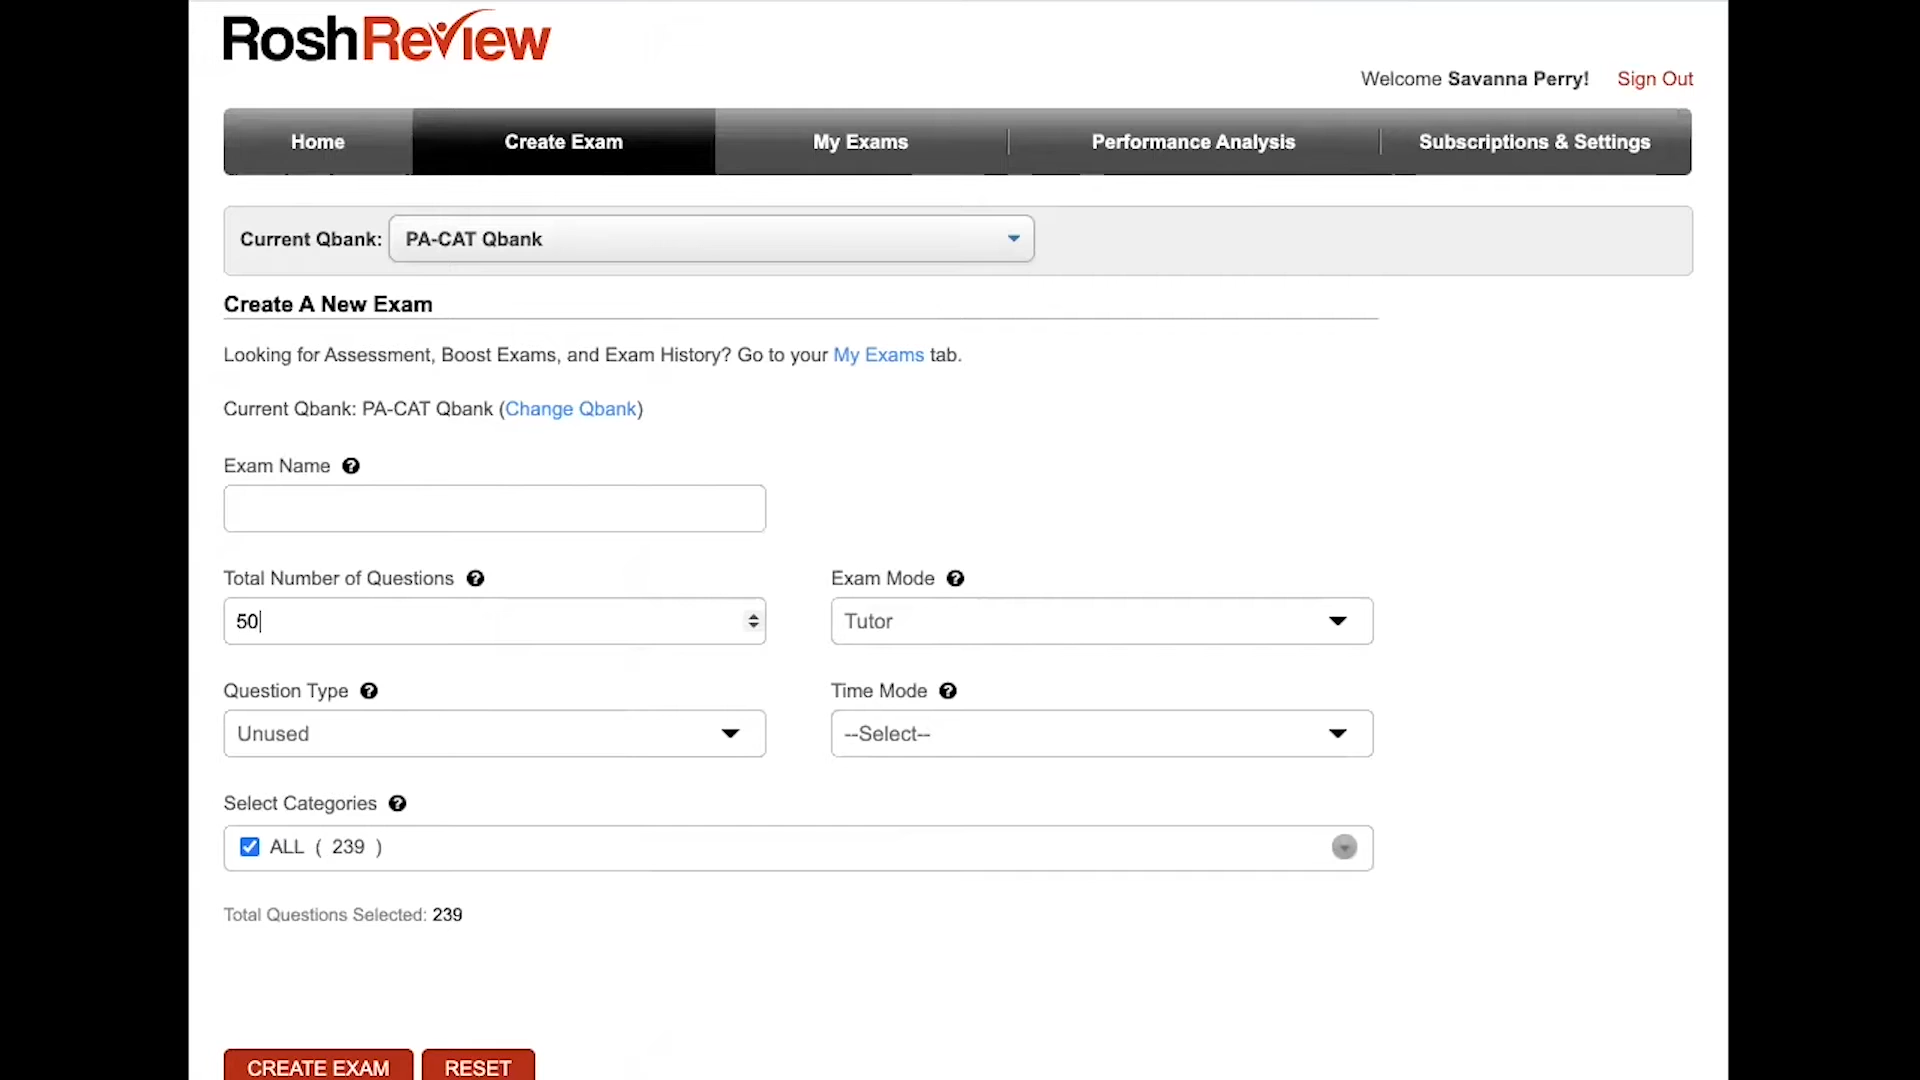 RoshReview
Welcome Savanna Perry! Sign Out
Home Create Exam My Exams Performance Analysis Subscriptions & Settings
Current Qbank: PA-CAT Qbank
Create A New Exam
Looking for Assessment, Boost Exams, and Exam History? Go to your My Exams tab.
Current Qbank: PA-CAT Qbank (Change Qbank)
Exam Name ?
Total Number of Questions ? Exam Mode ?
50 Tutor
Question Type ? Time Mode ?
Unused --Select--
Select Categories ?
ALL ( 239 )
Total Questions Selected: 239
CREATE EXAM RESET